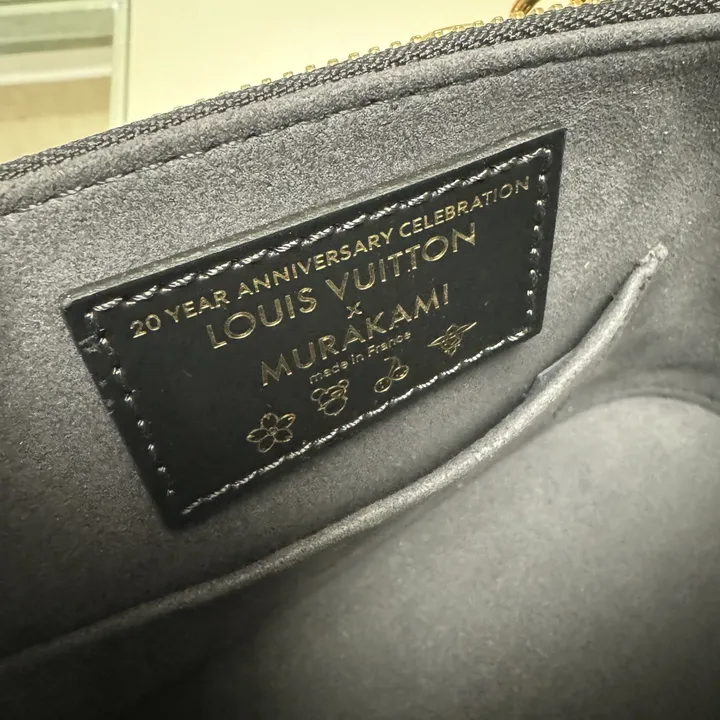 20 YEAR ANNIVERSARY CELEBRATION
LOUIS VUITTON
x
MURAKAMI
made in France